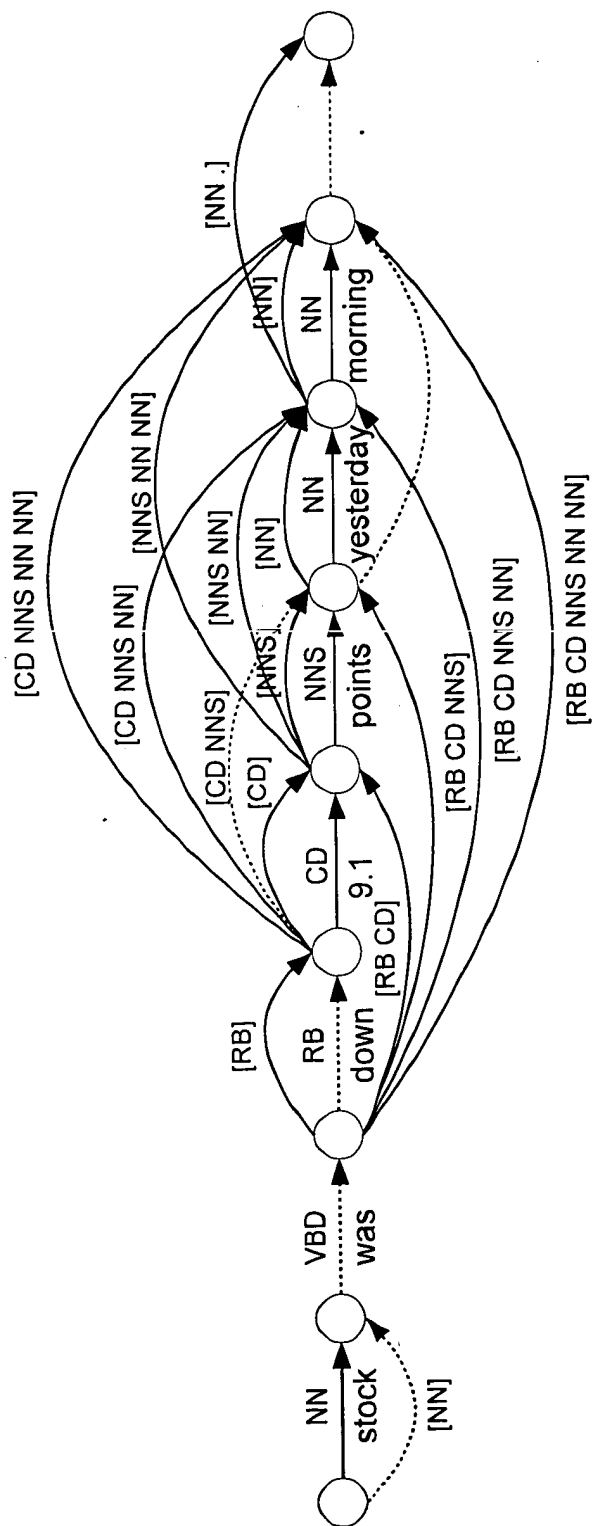 NN
stock
[NN]
VBD
was
[RB]
RB
down
[RB CD]
[CD NNS NN NN]
[CD NNS NN]
[CD NNS]
[CD]
CD
9.1
[NNS NN NN]
[NNS NN]
[NNS]
NNS
points
[RB CD NNS]
[RB CD NNS NN]
[RB CD NNS NN NN]
[NN]
NN
yesterday
[NN]
NN
morning
[NN .]